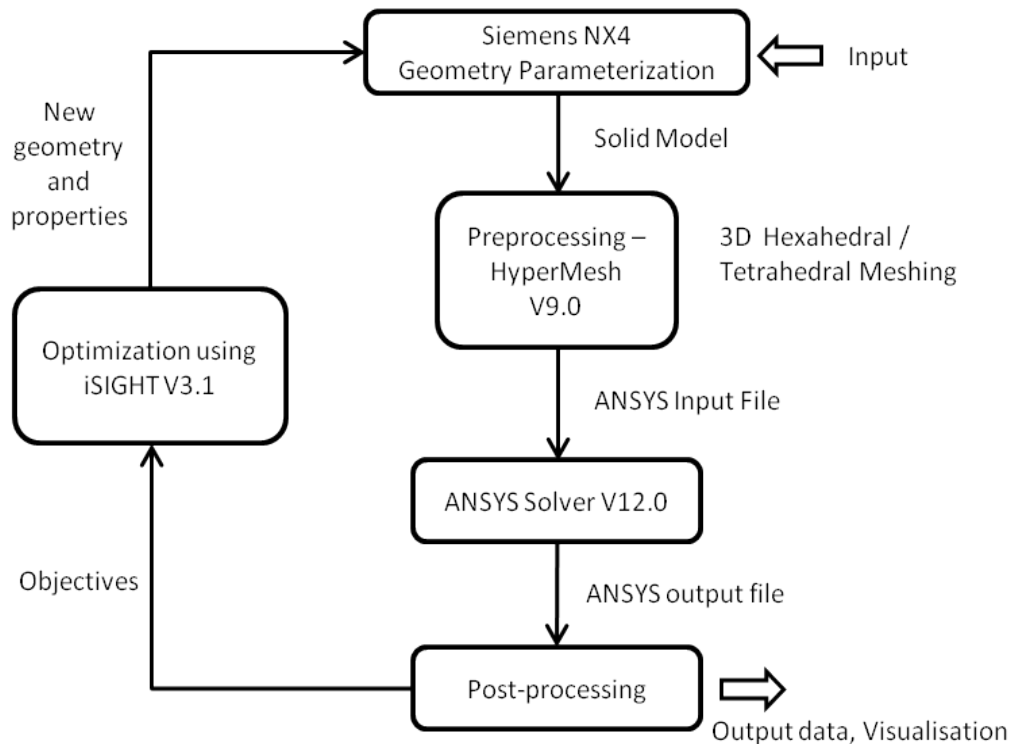 Siemens NX4
Geometry Parameterization
Input
New
geometry
and
properties
Solid Model
Preprocessing –
HyperMesh
V9.0
3D Hexahedral /
Tetrahedral Meshing
Optimization using
iSIGHT V3.1
ANSYS Input File
ANSYS Solver V12.0
Objectives
ANSYS output file
Post-processing
Output data, Visualisation